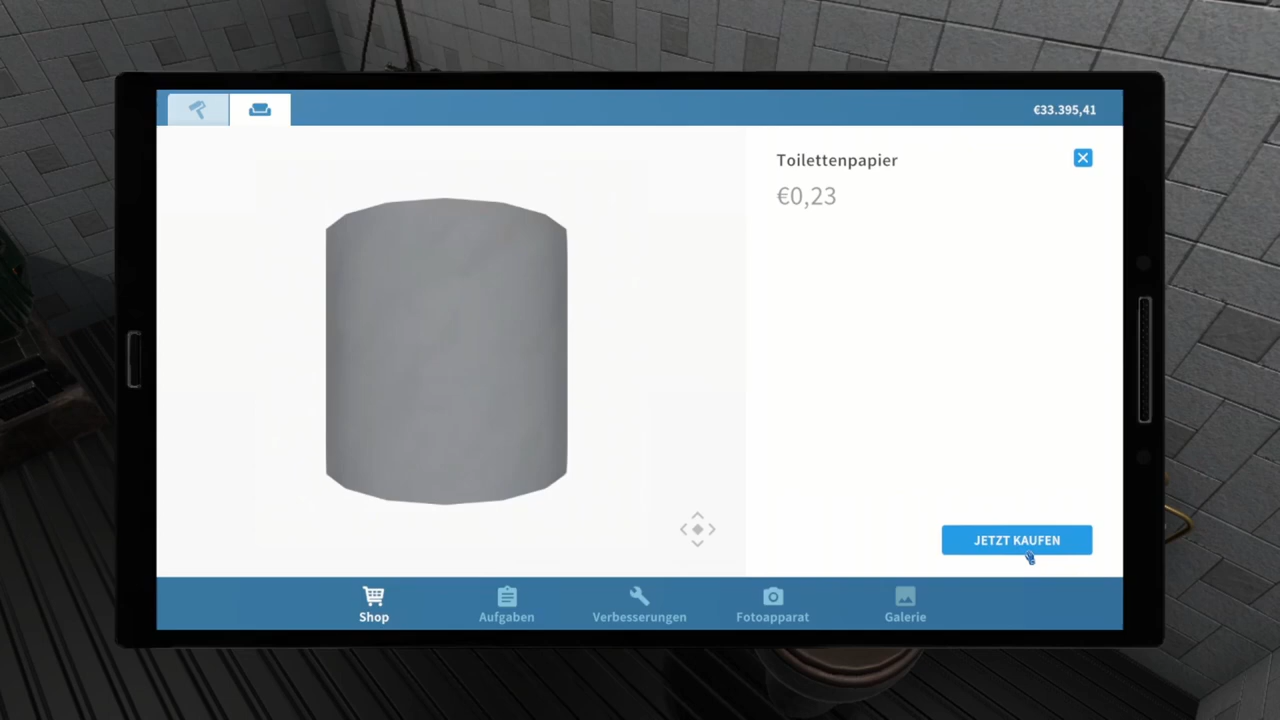 €33.395,41
Toilettenpapier
€0,23
JETZT KAUFEN
Shop
Aufgaben
Verbesserungen
Fotoapparat
Galerie